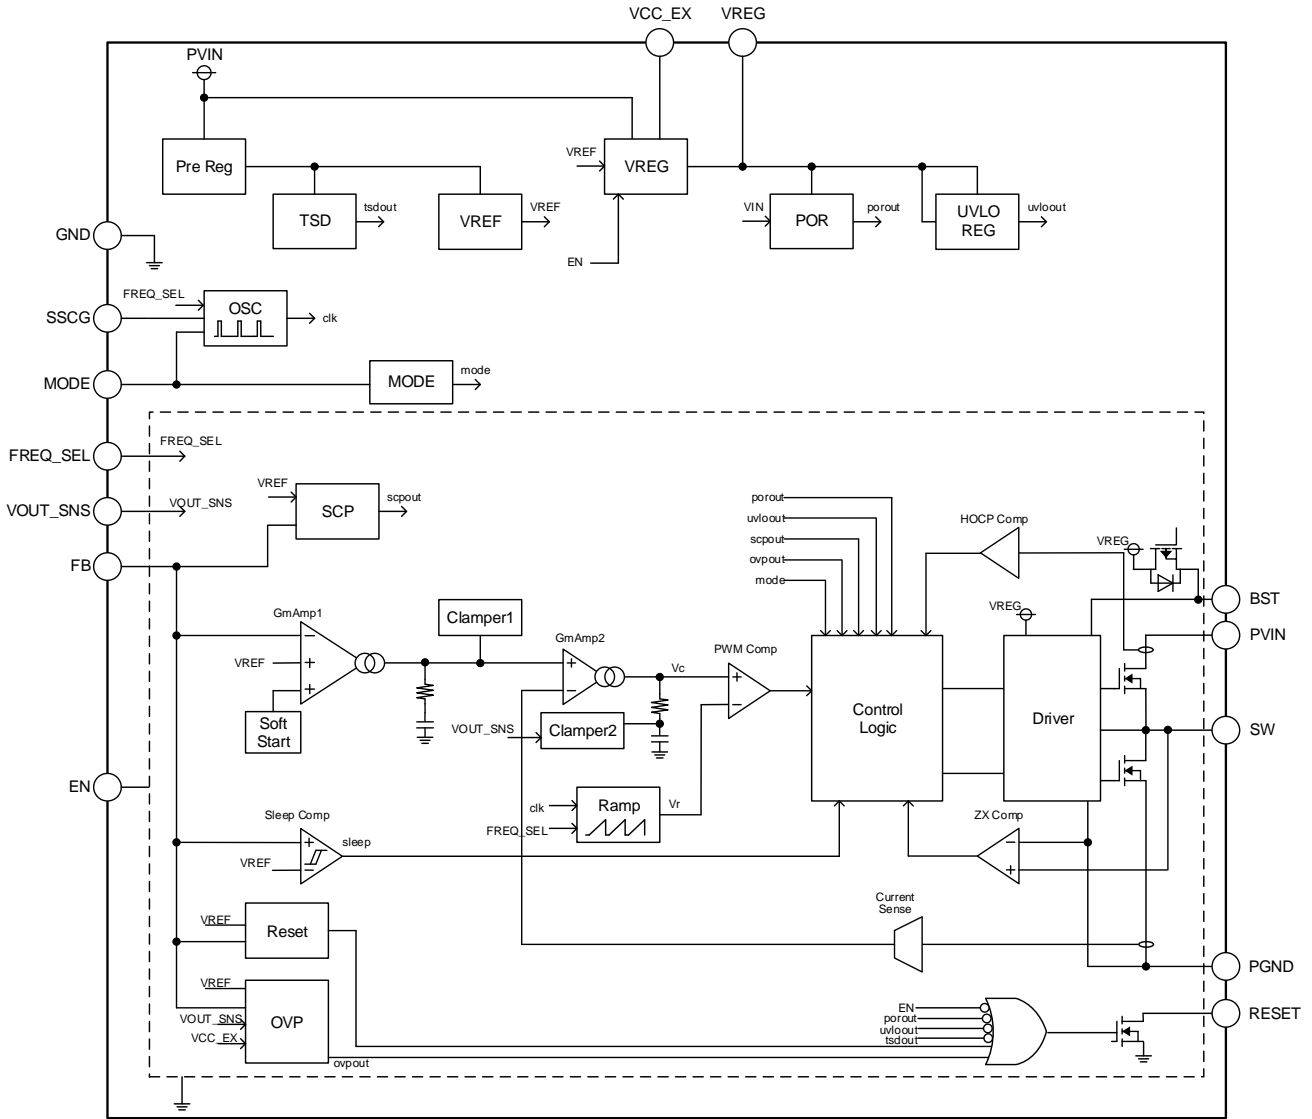 VCC_EX
VREG
PVIN
Pre Reg
VREF
VREG
TSD
tsdout
VREF
VREF
VIN
POR
porout
UVLO
REG
uvloout
GND
EN
FREQ_SEL
SSCG
OSC
clk
MODE
MODE
mode
FREQ_SEL
FREQ_SEL
VOUT_SNS
VOUT_SNS
VREF
SCP
scpout
FB
porout
uvloout
scpout
ovpout
mode
HOCP Comp
VREG
BST
GmAmp1
Clamper1
GmAmp2
VREG
PVIN
VREF
Vc
PWM Comp
Soft
Start
VOUT_SNS
Clamper2
Control
Logic
Driver
SW
EN
clk
FREQ_SEL
Ramp
Vr
Sleep Comp
sleep
VREF
ZX Comp
Current
Sense
VREF
Reset
PGND
VREF
VOUT_SNS
VCC_EX
OVP
ovpout
EN
porout
uvloout
tsdout
RESET